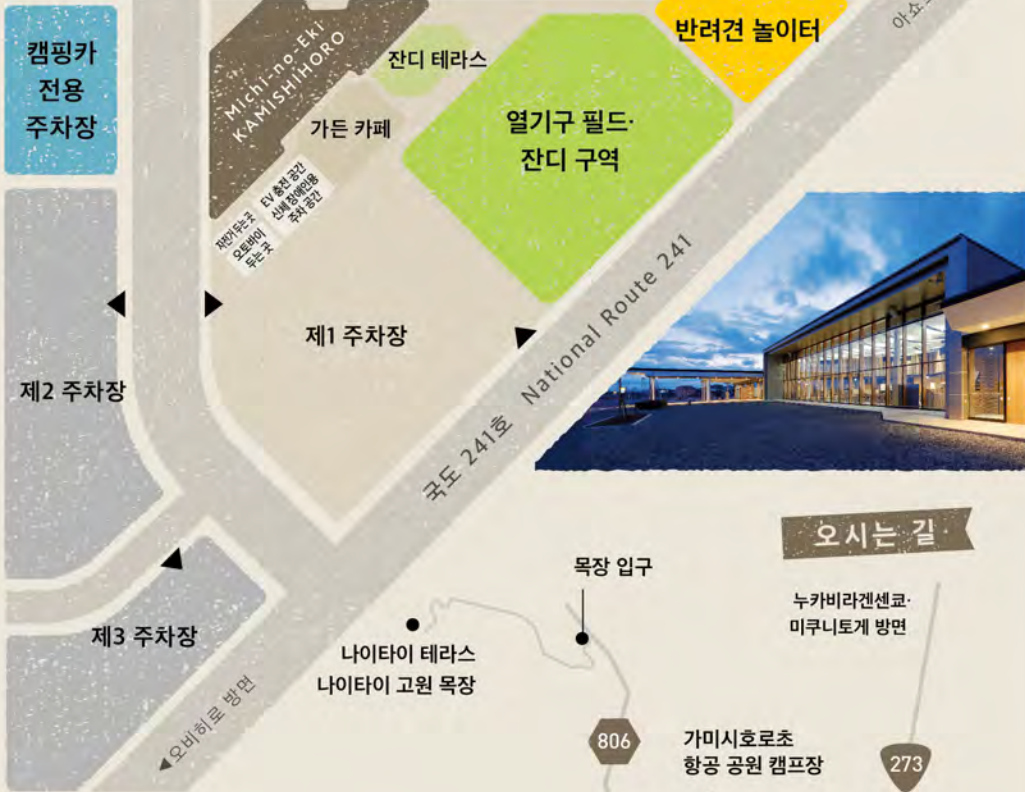 캠핑카
전용
주차장
Michi-no-Eki
KAMISHIHORO
잔디 테라스
가든 카페
반려견 놀이터
열기구 필드·
잔디 구역
EV 충전 공간
신체 장애인용
주차 공간
자전거 두는 곳
오토바이
두는 곳
제1 주차장
제2 주차장
제3 주차장
국도 241호 National Route 241
◀오비히로 방면
오시는 길
목장 입구
누카비라겐센쿄·
미쿠니토게 방면
나이타이 테라스
나이타이 고원 목장
806
가미시호로초
항공 공원 캠프장
273